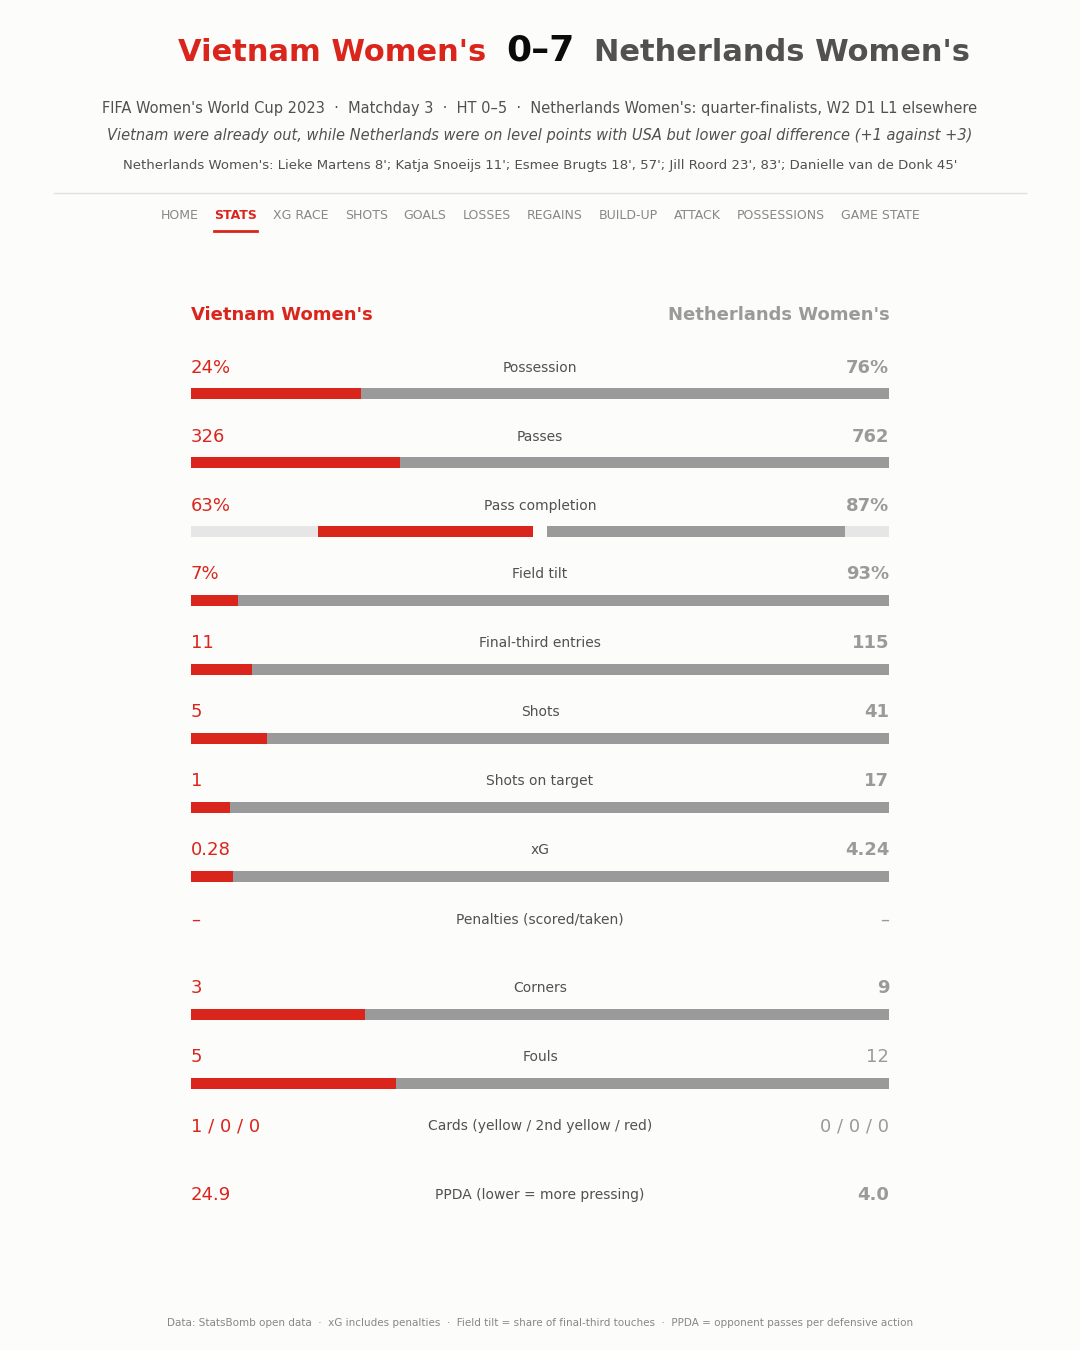 Vietnam Women's 0–7 Netherlands Women's
FIFA Women's World Cup 2023 · Matchday 3 · HT 0–5 · Netherlands Women's: quarter-finalists, W2 D1 L1 elsewhere
Vietnam were already out, while Netherlands were on level points with USA but lower goal difference (+1 against +3)
Netherlands Women's: Lieke Martens 8'; Katja Snoeijs 11'; Esmee Brugts 18', 57'; Jill Roord 23', 83'; Danielle van de Donk 45'
HOME STATS XG RACE SHOTS GOALS LOSSES REGAINS BUILD-UP ATTACK POSSESSIONS GAME STATE
Vietnam Women's Netherlands Women's
24% Possession 76%
326 Passes 762
63% Pass completion 87%
7% Field tilt 93%
11 Final-third entries 115
5 Shots 41
1 Shots on target 17
0.28 xG 4.24
– Penalties (scored/taken) –
3 Corners 9
5 Fouls 12
1 / 0 / 0 Cards (yellow / 2nd yellow / red) 0 / 0 / 0
24.9 PPDA (lower = more pressing) 4.0
Data: StatsBomb open data · xG includes penalties · Field tilt = share of final-third touches · PPDA = opponent passes per defensive action